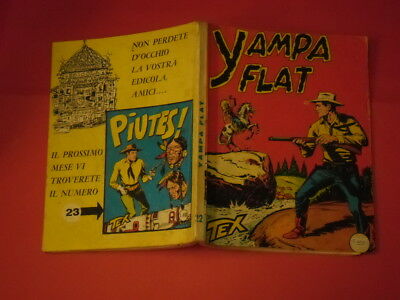 NON PERDETE
D'OCCHIO
LA VOSTRA
EDICOLA,
AMICI....
PIUTES!
IL PROSSIMO
MESE VI
TROVERETE
IL NUMERO
23
TEX
YAMPA FLAT
22
YAMPA
FLAT
TEX